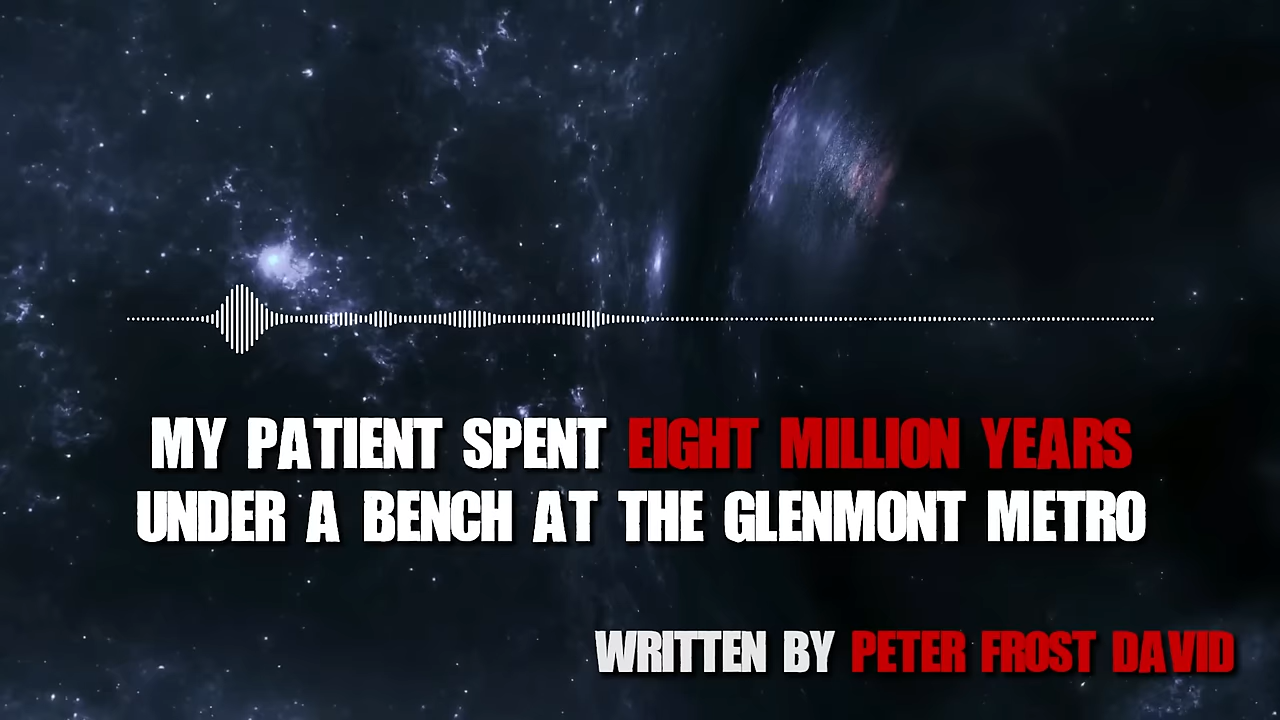 MY PATIENT SPENT EIGHT MILLION YEARS
UNDER A BENCH AT THE GLENMONT METRO
WRITTEN BY PETER FROST DAVID